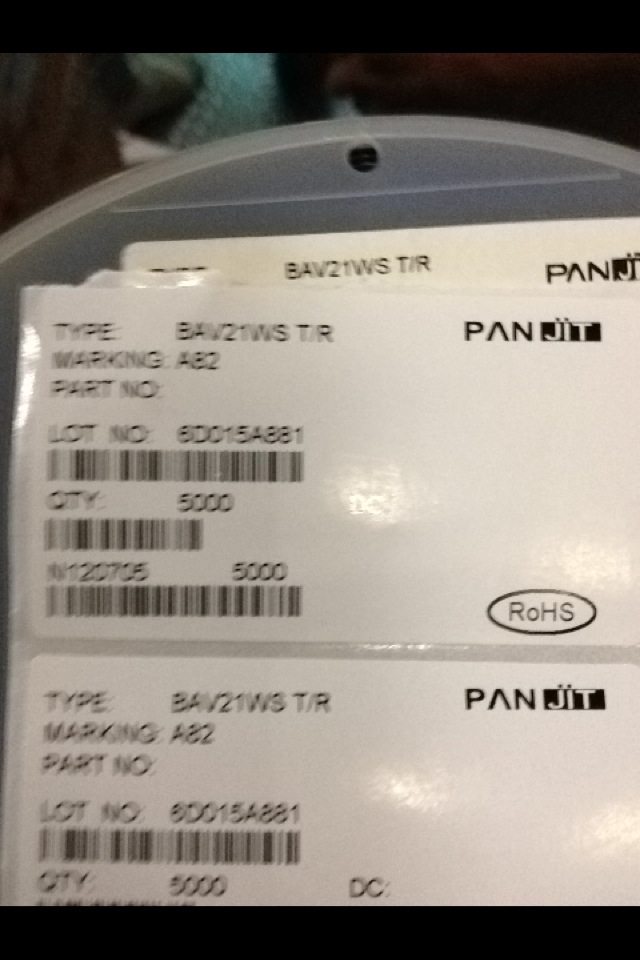 BAV21WS T/R PANJIT
TYPE: BAV21WS T/R PANJIT
MARKING: A82
PART NO:
LOT NO: 6D015A881
QTY: 5000
N120705 5000
RoHS
TYPE: BAV21WS T/R PANJIT
MARKING: A82
PART NO:
LOT NO: 6D015A881
QTY: 5000 DC: